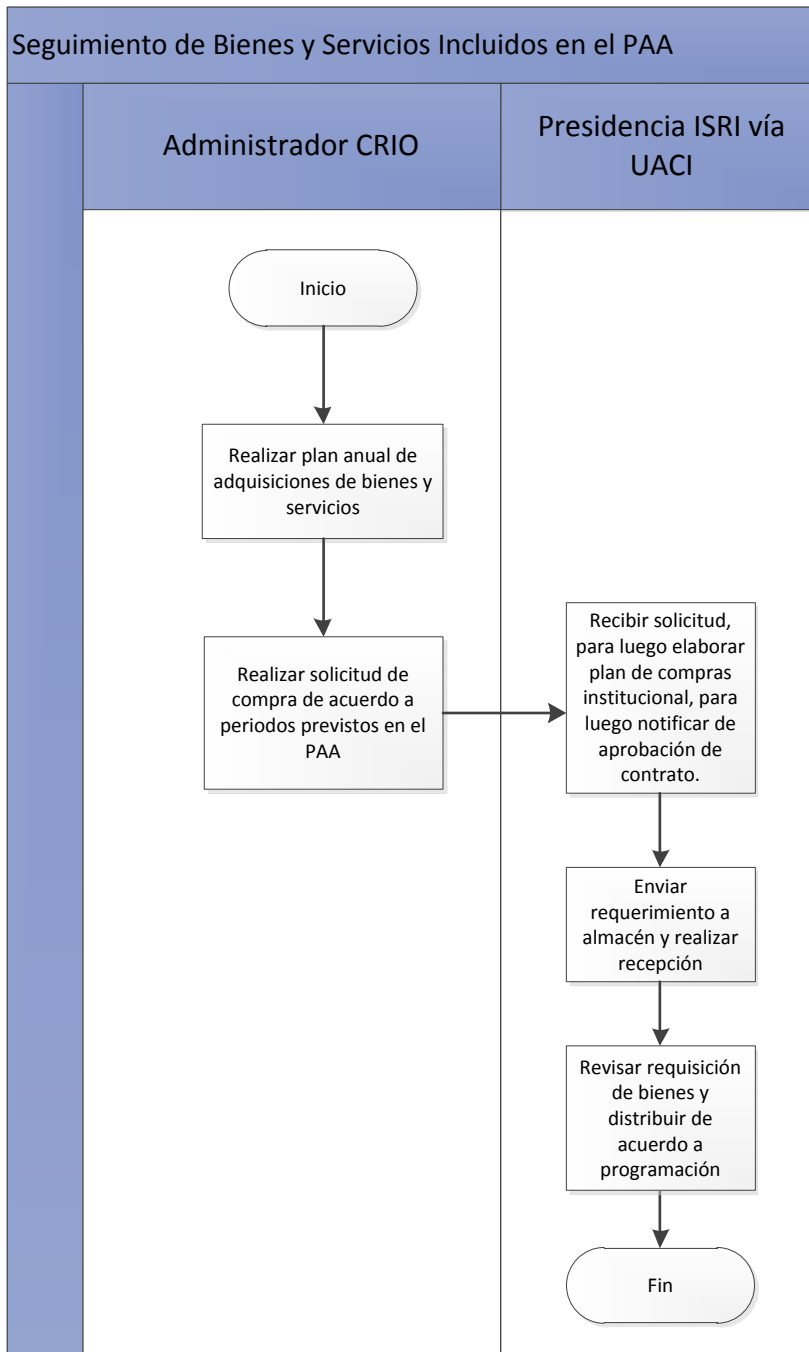 Seguimiento de Bienes y Servicios Incluidos en el PAA
Administrador CRIO
Presidencia ISRI vía
UACI
Inicio
Realizar plan anual de
adquisiciones de bienes y
servicios
Realizar solicitud de
compra de acuerdo a
periodos previstos en el
PAA
Recibir solicitud,
para luego elaborar
plan de compras
institucional, para
luego notificar de
aprobación de
contrato.
Enviar
requerimiento a
almacén y realizar
recepción
Revisar requisición
de bienes y
distribuir de
acuerdo a
programación
Fin